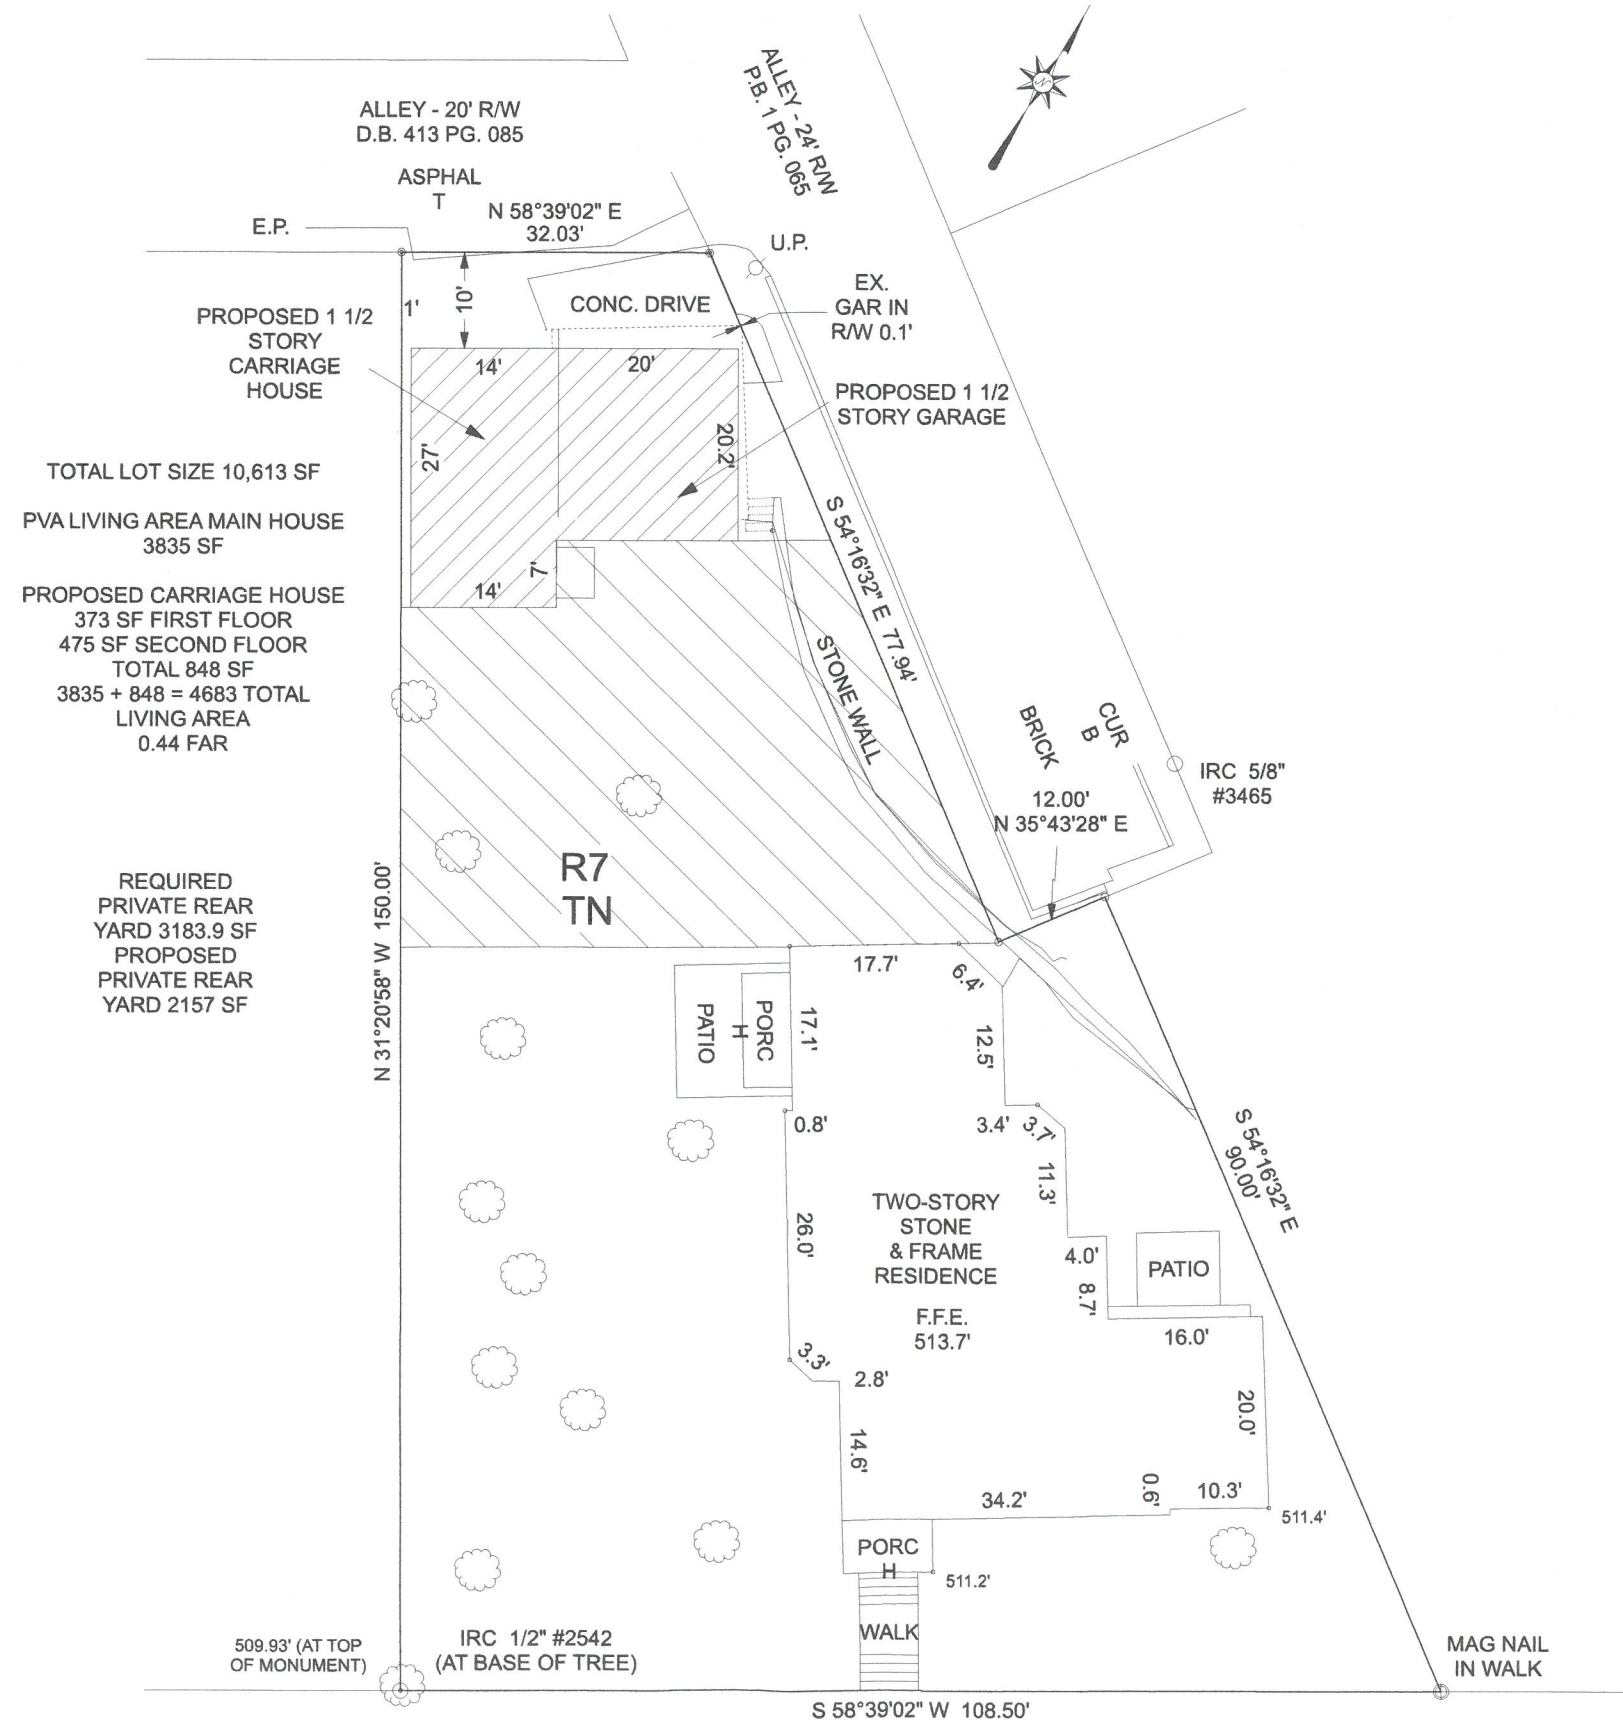 ALLEY - 20' R/W
D.B. 413 PG. 085
ASPHAL
T
ALLEY - 24' R/W
P.B. 1 PG. 065
N
E.P.
N 58°39'02" E
32.03'
U.P.
1'
10'
CONC. DRIVE
EX.
GAR IN
R/W 0.1'
PROPOSED 1 1/2
STORY
CARRIAGE
HOUSE
14'
20'
PROPOSED 1 1/2
STORY GARAGE
27'
20.2'
TOTAL LOT SIZE 10,613 SF
PVA LIVING AREA MAIN HOUSE
3835 SF
PROPOSED CARRIAGE HOUSE
373 SF FIRST FLOOR
475 SF SECOND FLOOR
TOTAL 848 SF
3835 + 848 = 4683 TOTAL
LIVING AREA
0.44 FAR
14'
7'
S 54°16'32" E 77.94'
STONE WALL
BRICK
CUR
B
IRC 5/8"
#3465
12.00'
N 35°43'28" E
R7
TN
REQUIRED
PRIVATE REAR
YARD 3183.9 SF
PROPOSED
PRIVATE REAR
YARD 2157 SF
N 31°20'58" W 150.00'
17.7'
6.4'
PATIO
PORC
H
17.1'
12.5'
0.8'
3.4'
3.7'
11.3'
S 54°16'32" E
90.00'
26.0'
TWO-STORY
STONE
& FRAME
RESIDENCE
F.F.E.
513.7'
4.0'
8.7'
PATIO
16.0'
3.3'
2.8'
20.0'
14.6'
34.2'
0.6'
10.3'
511.4'
PORC
H
511.2'
WALK
509.93' (AT TOP
OF MONUMENT)
IRC 1/2" #2542
(AT BASE OF TREE)
MAG NAIL
IN WALK
S 58°39'02" W 108.50'